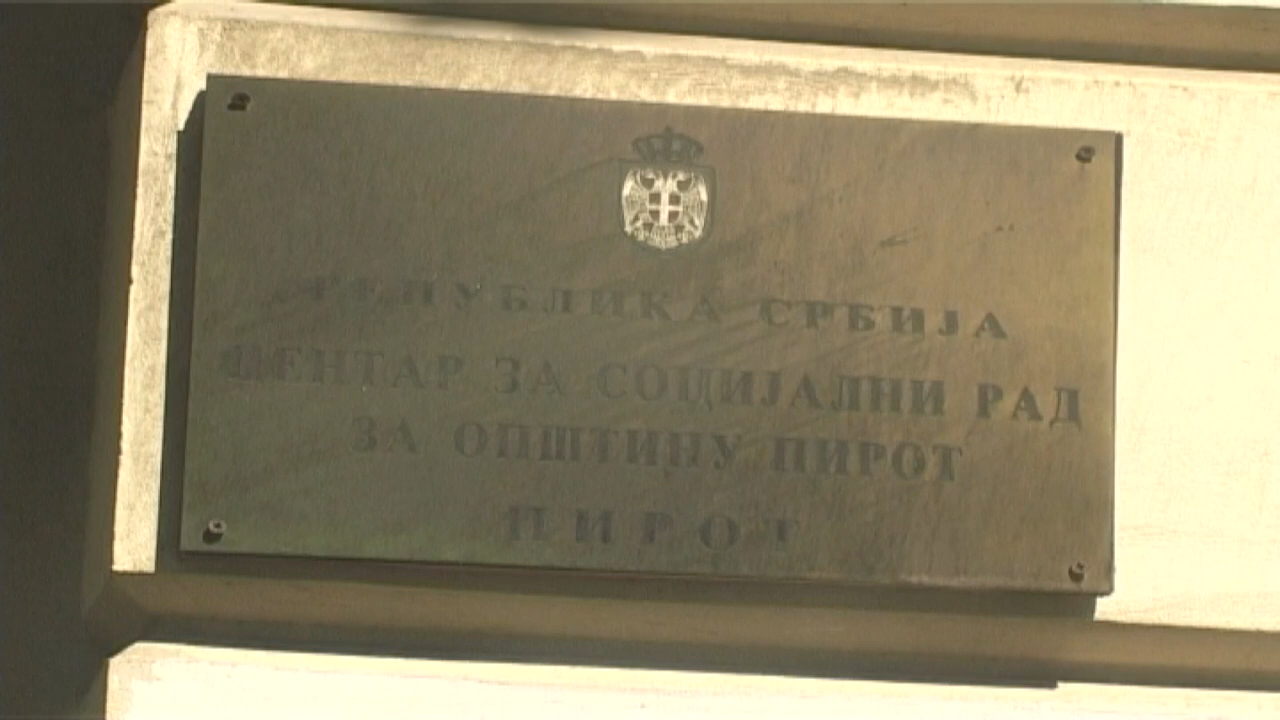 РЕПУБЛИКА СРБИЈА
ЦЕНТАР ЗА СОЦИЈАЛНИ РАД
ЗА ОПШТИНУ ПИРОТ
ПИРОТ